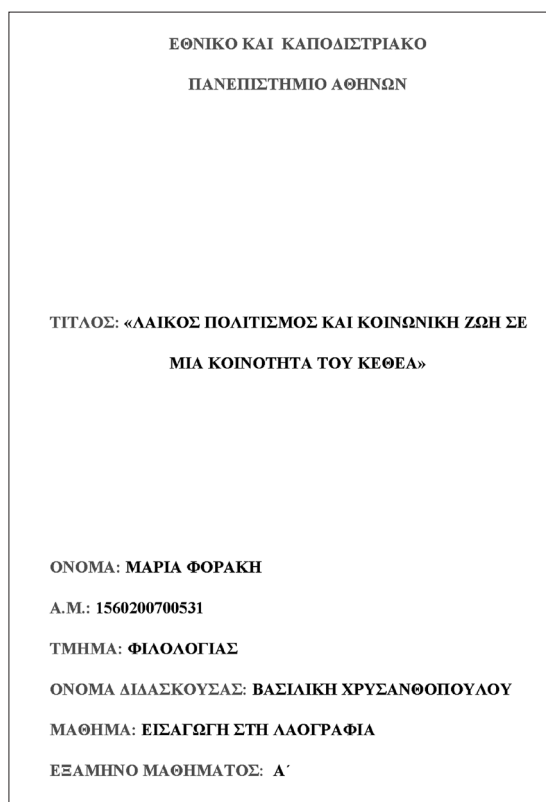 ΕΘΝΙΚΟ ΚΑΙ ΚΑΠΟΔΙΣΤΡΙΑΚΟ
ΠΑΝΕΠΙΣΤΗΜΙΟ ΑΘΗΝΩΝ
ΤΙΤΛΟΣ: «ΛΑΙΚΟΣ ΠΟΛΙΤΙΣΜΟΣ ΚΑΙ ΚΟΙΝΩΝΙΚΗ ΖΩΗ ΣΕ
ΜΙΑ ΚΟΙΝΟΤΗΤΑ ΤΟΥ ΚΕΘΕΑ»
ΟΝΟΜΑ: ΜΑΡΙΑ ΦΟΡΑΚΗ
Α.Μ.: 1560200700531
ΤΜΗΜΑ: ΦΙΛΟΛΟΓΙΑΣ
ΟΝΟΜΑ ΔΙΔΑΣΚΟΥΣΑΣ: ΒΑΣΙΛΙΚΗ ΧΡΥΣΑΝΘΟΠΟΥΛΟΥ
ΜΑΘΗΜΑ: ΕΙΣΑΓΩΓΗ ΣΤΗ ΛΑΟΓΡΑΦΙΑ
ΕΞΑΜΗΝΟ ΜΑΘΗΜΑΤΟΣ: Α΄